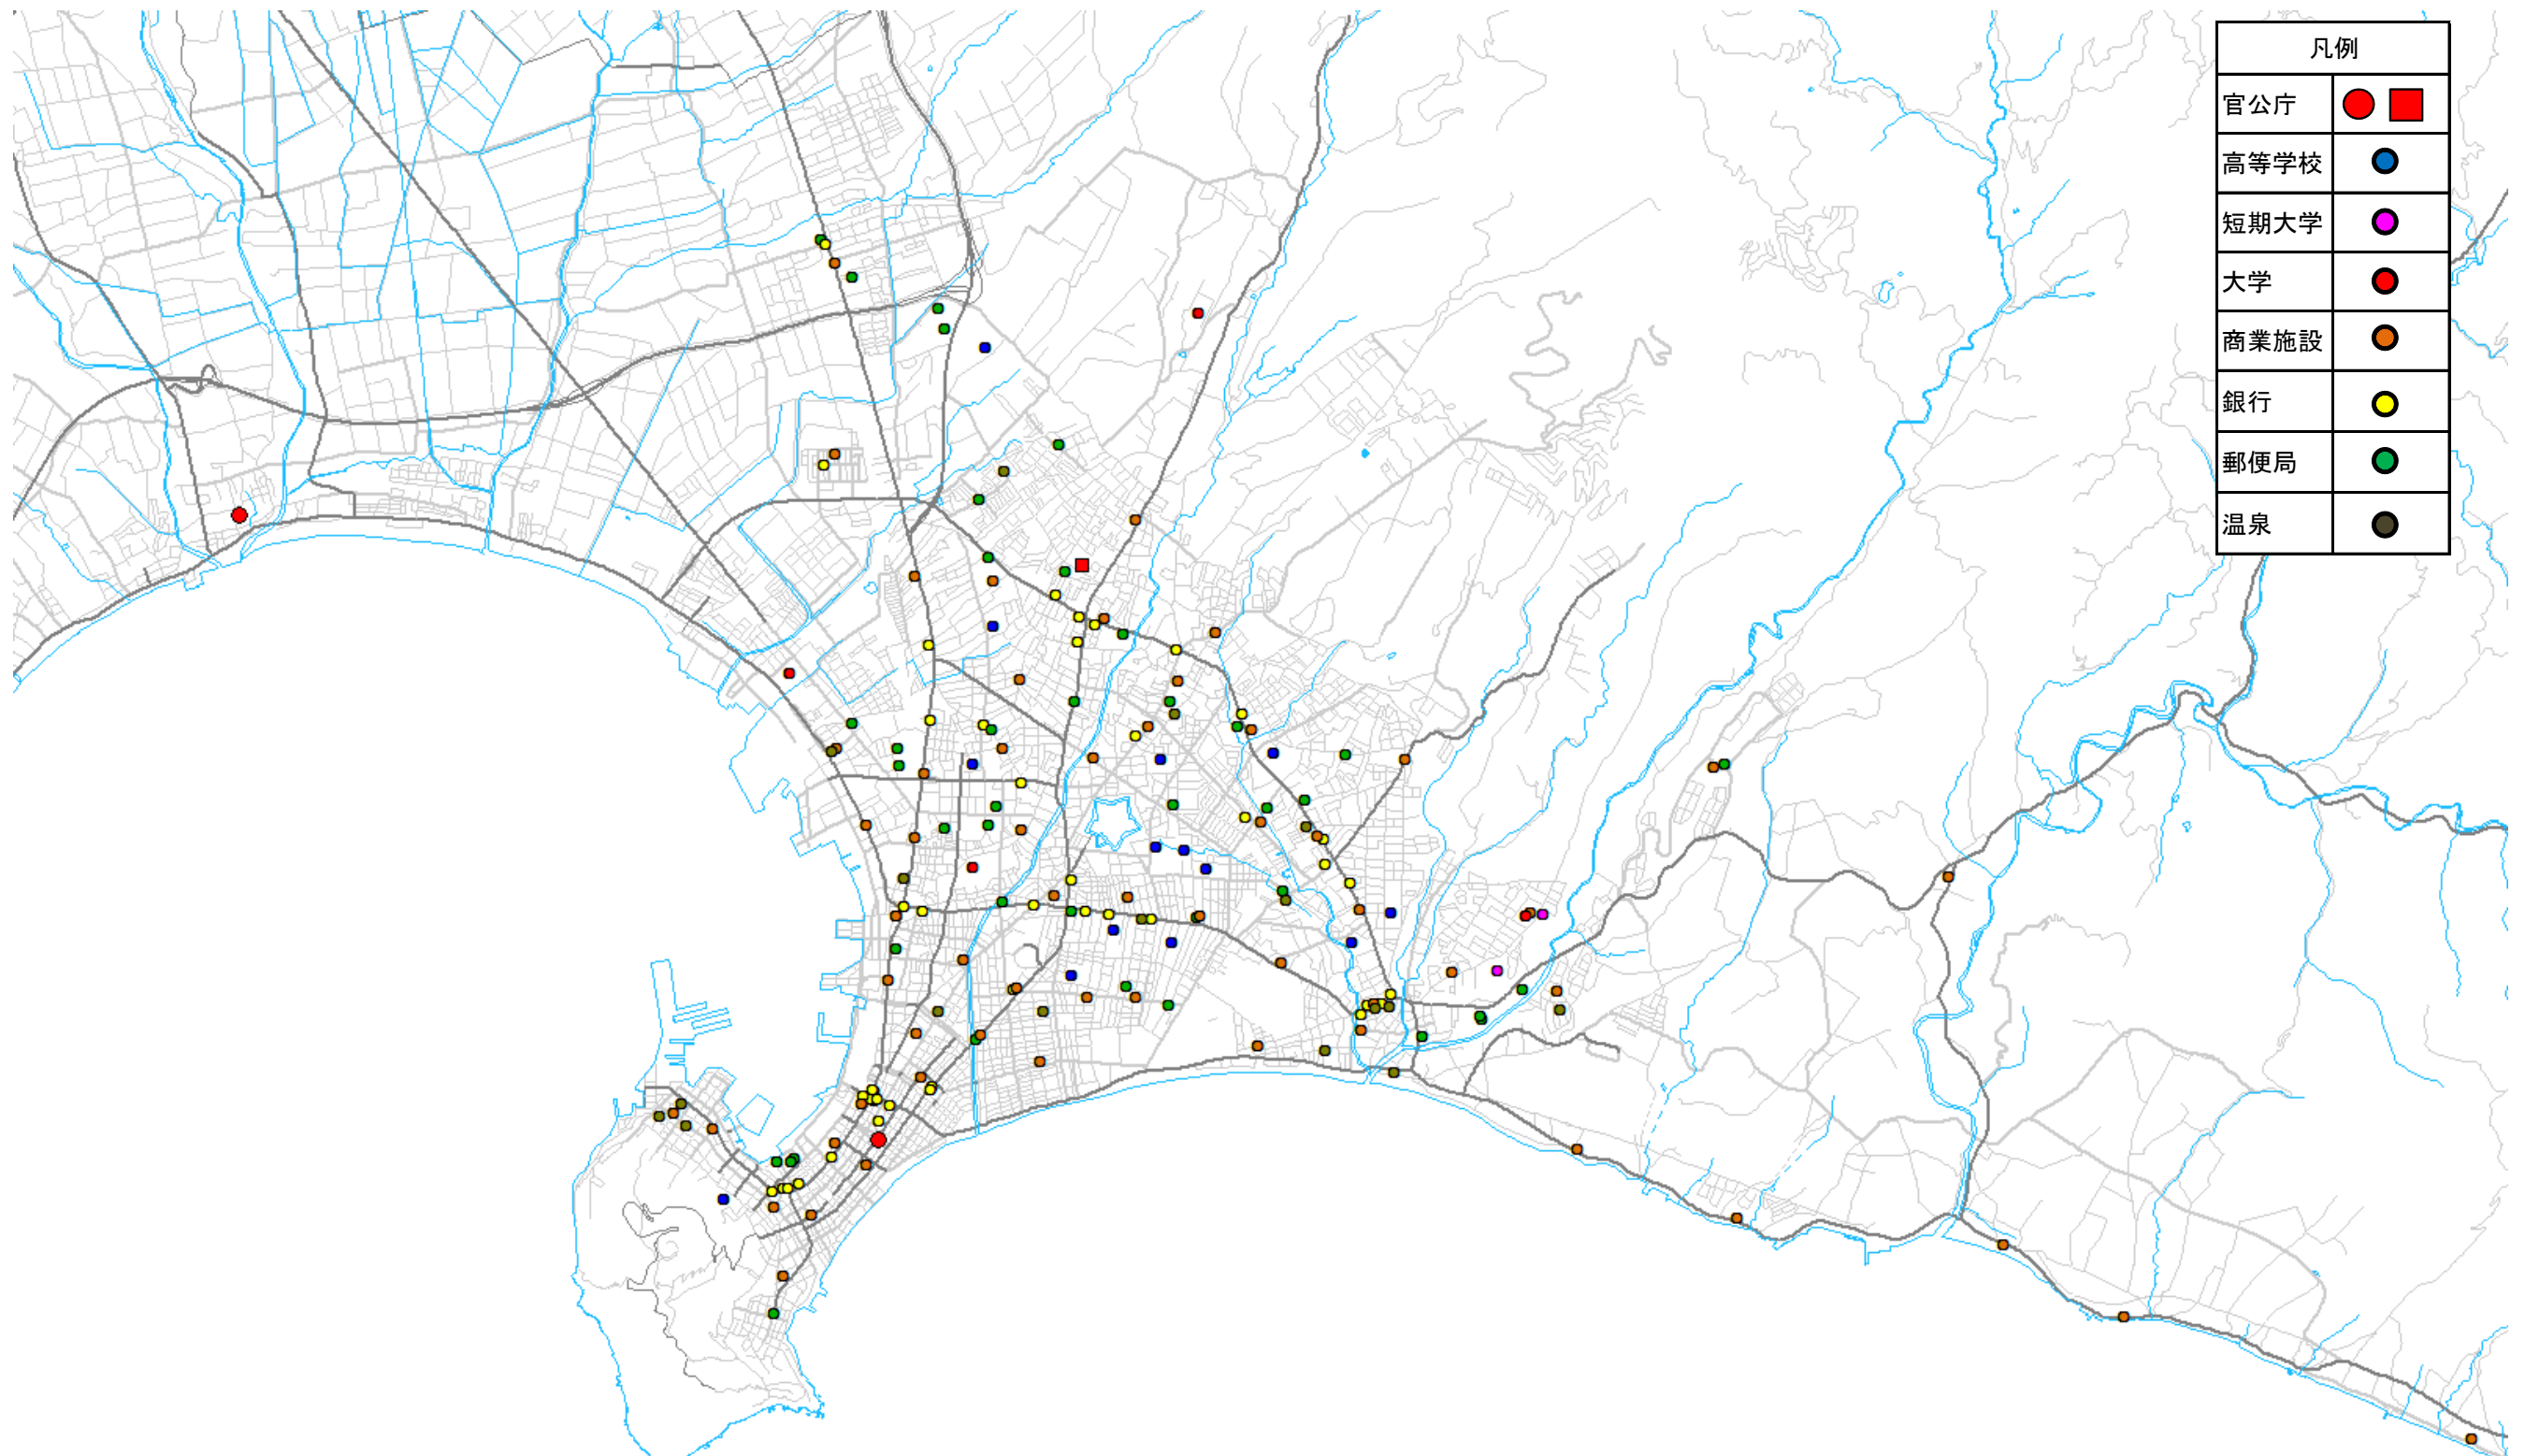 凡例
官公庁
高等学校
短期大学
大学
商業施設
銀行
郵便局
温泉